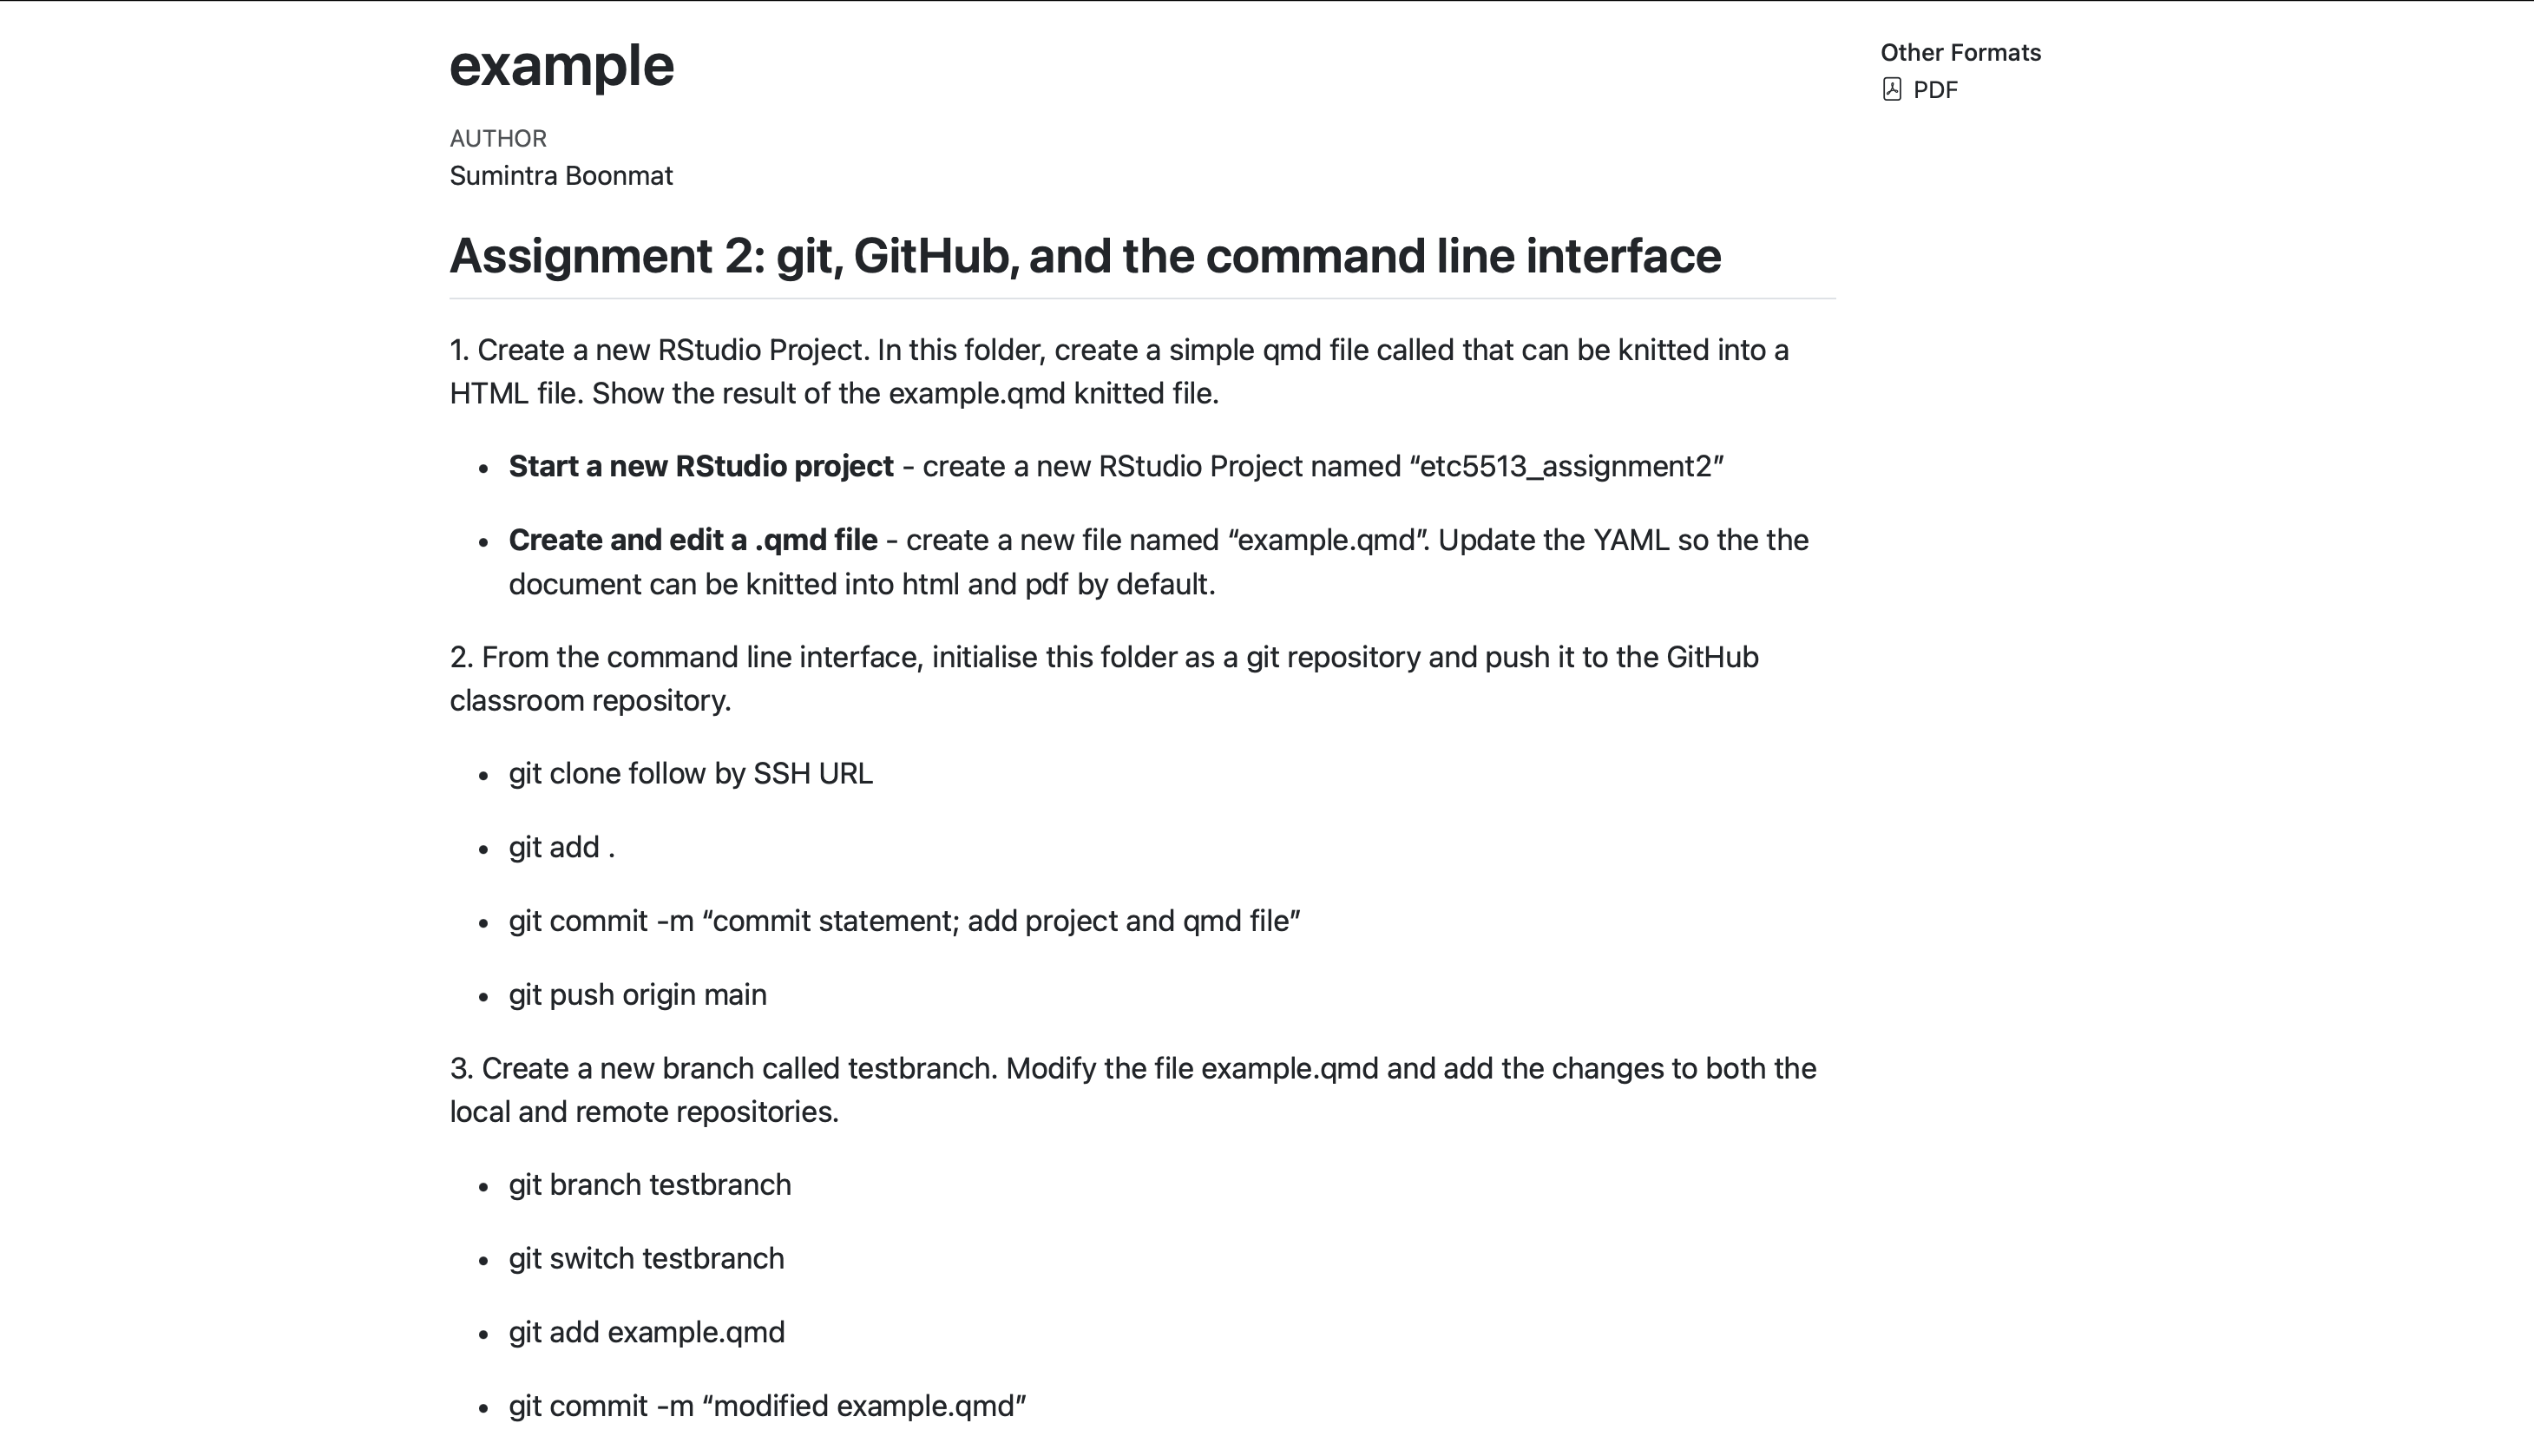 example
Other Formats
PDF
AUTHOR
Sumintra Boonmat
Assignment 2: git, GitHub, and the command line interface
1. Create a new RStudio Project. In this folder, create a simple qmd file called that can be knitted into a
HTML file. Show the result of the example.qmd knitted file.
• Start a new RStudio project - create a new RStudio Project named “etc5513_assignment2”
• Create and edit a .qmd file - create a new file named “example.qmd”. Update the YAML so the the
document can be knitted into html and pdf by default.
2. From the command line interface, initialise this folder as a git repository and push it to the GitHub
classroom repository.
• git clone follow by SSH URL
• git add .
• git commit -m “commit statement; add project and qmd file”
• git push origin main
3. Create a new branch called testbranch. Modify the file example.qmd and add the changes to both the
local and remote repositories.
• git branch testbranch
• git switch testbranch
• git add example.qmd
• git commit -m “modified example.qmd”